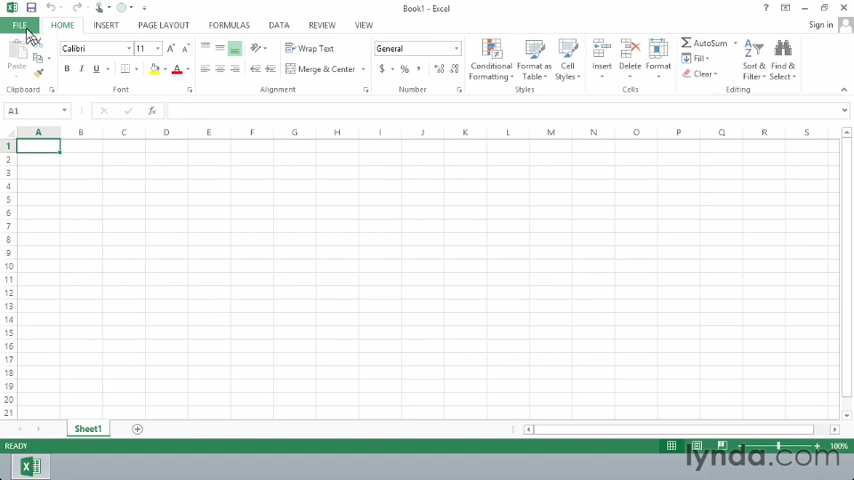 Book1 - Excel
FILE HOME INSERT PAGE LAYOUT FORMULAS DATA REVIEW VIEW Sign in
Calibri 11 Wrap Text General AutoSum
Paste B I U Merge & Center $ % , Conditional Formatting Format as Table Cell Styles Insert Delete Format Fill Clear Sort & Filter Find & Select
Clipboard Font Alignment Number Styles Cells Editing
A1 fx
A B C D E F G H I J K L M N O P Q R S
1
2
3
4
5
6
7
8
9
10
11
12
13
14
15
16
17
18
19
20
21
Sheet1
READY 100%
lynda.com